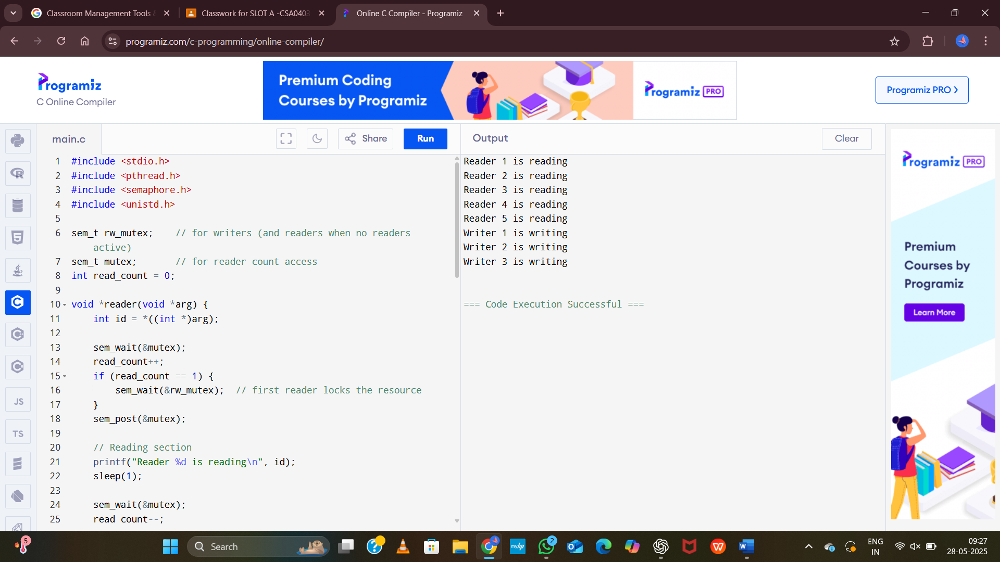 Classroom Management Tools &
Classwork for SLOT A -CSA0403
Online C Compiler - Programiz
programiz.com/c-programming/online-compiler/
Programiz
C Online Compiler
Premium Coding
Courses by Programiz
Programiz PRO
Programiz PRO
main.c
Share
Run
Output
Clear
1 #include <stdio.h>
2 #include <pthread.h>
3 #include <semaphore.h>
4 #include <unistd.h>
5
6 sem_t rw_mutex;    // for writers (and readers when no readers
active)
7 sem_t mutex;       // for reader count access
8 int read_count = 0;
9
10 void *reader(void *arg) {
11     int id = *((int *)arg);
12
13     sem_wait(&mutex);
14     read_count++;
15     if (read_count == 1) {
16         sem_wait(&rw_mutex);  // first reader locks the resource
17     }
18     sem_post(&mutex);
19
20     // Reading section
21     printf("Reader %d is reading\n", id);
22     sleep(1);
23
24     sem_wait(&mutex);
25     read_count--;
Reader 1 is reading
Reader 2 is reading
Reader 3 is reading
Reader 4 is reading
Reader 5 is reading
Writer 1 is writing
Writer 2 is writing
Writer 3 is writing
=== Code Execution Successful ===
Programiz PRO
Premium
Courses by
Programiz
Learn More
JS
TS
5
Search
myhp
2
ENG
IN
09:27
28-05-2025